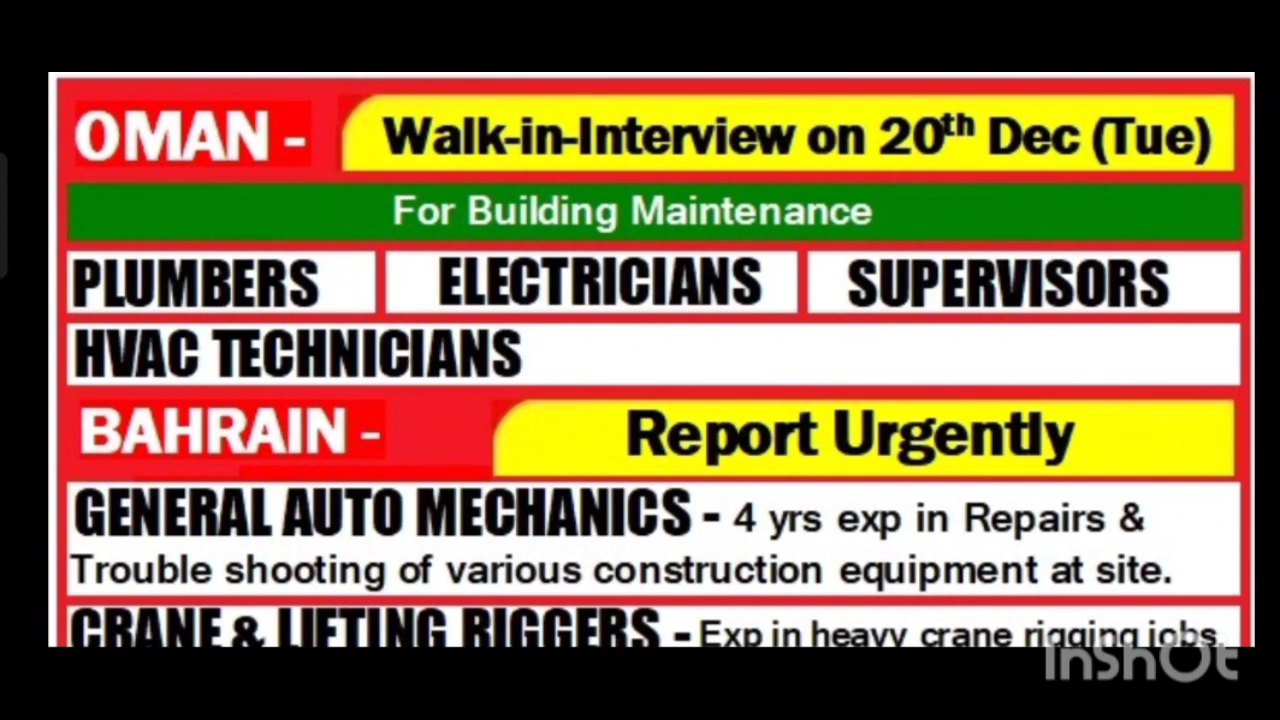 OMAN - Walk-in-Interview on 20th Dec (Tue)
For Building Maintenance
PLUMBERS ELECTRICIANS SUPERVISORS
HVAC TECHNICIANS
BAHRAIN - Report Urgently
GENERAL AUTO MECHANICS - 4 yrs exp in Repairs &
Trouble shooting of various construction equipment at site.
CRANE & LIFTING RIGGERS - Exp in heavy crane rigging jobs
InShOt